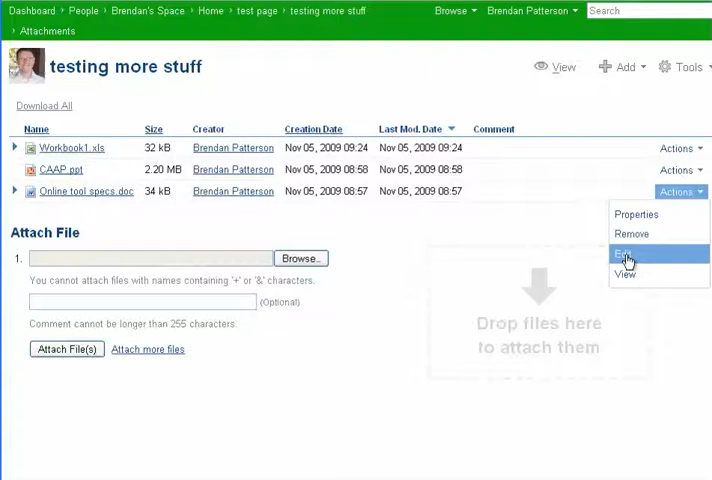 Dashboard > People > Brendan's Space > Home > test page > testing more stuff Browse Brendan Patterson Search
> Attachments
testing more stuff View Add Tools
Download All
Name Size Creator Creation Date Last Mod. Date Comment
Workbook1.xls 32 kB Brendan Patterson Nov 05, 2009 09:24 Nov 05, 2009 09:24 Actions
CAAP.ppt 2.20 MB Brendan Patterson Nov 05, 2009 08:58 Nov 05, 2009 08:58 Actions
Online tool specs.doc 34 kB Brendan Patterson Nov 05, 2009 08:57 Nov 05, 2009 08:57 Actions
Properties
Remove
Edit
View
Attach File
1. Browse..
You cannot attach files with names containing '+' or '&' characters.
(Optional)
Comment cannot be longer than 255 characters.
Attach File(s) Attach more files
Drop files here
to attach them